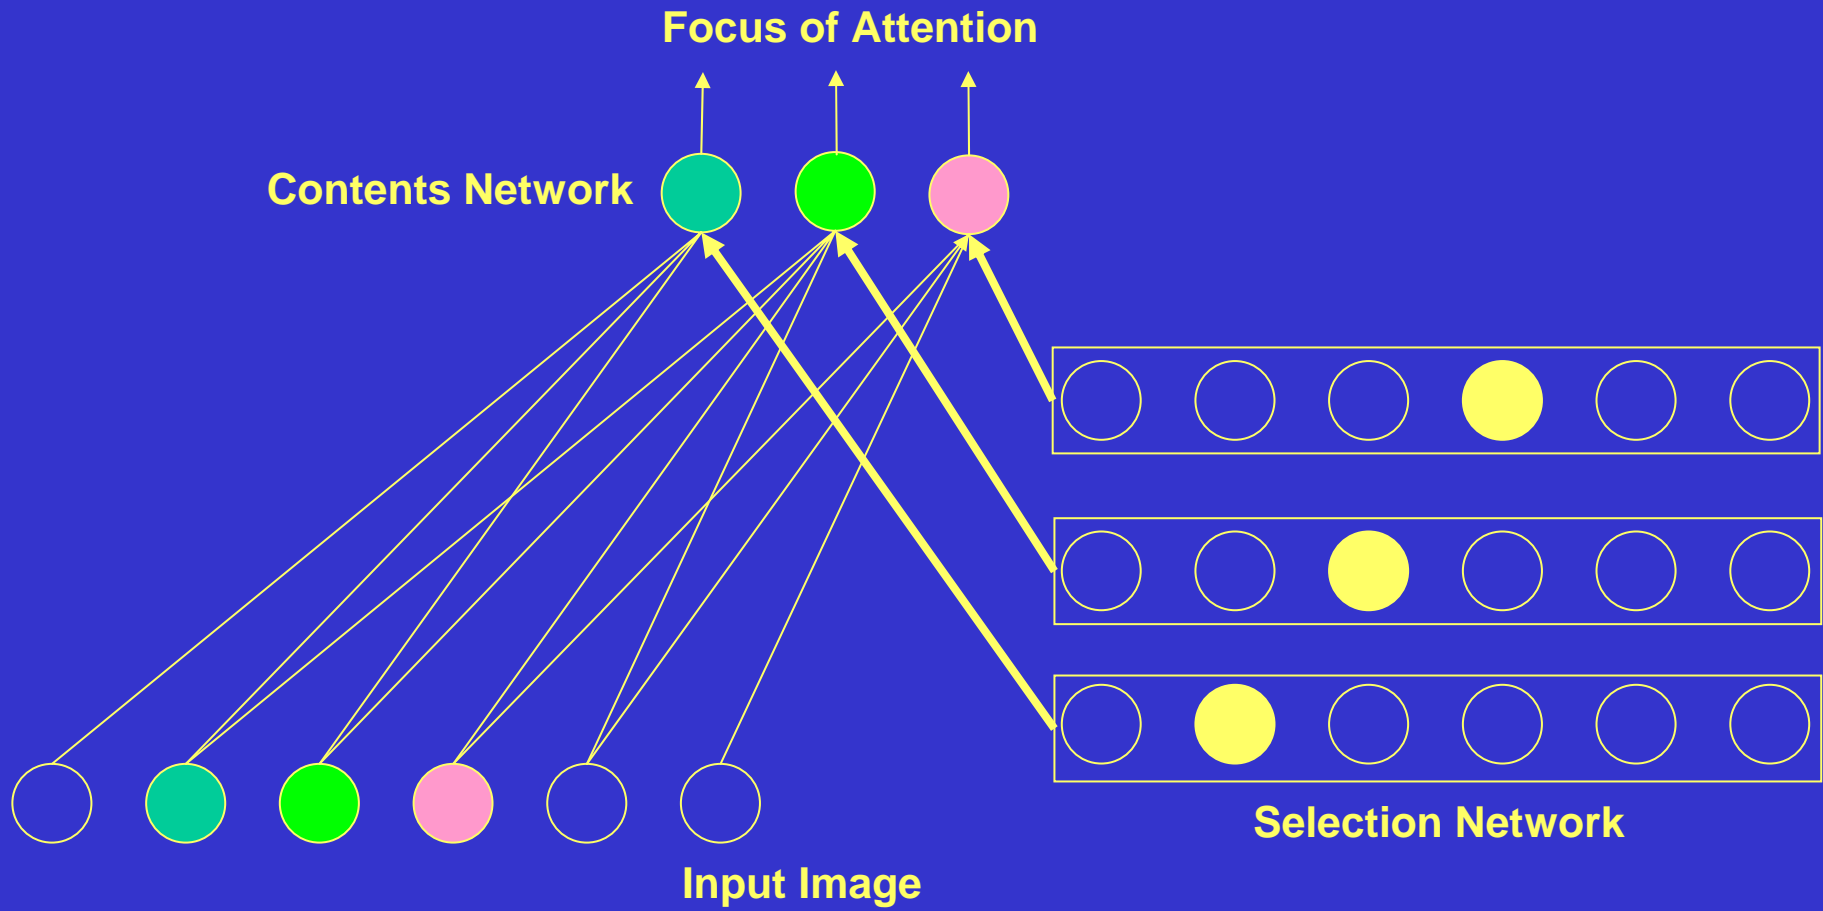 Focus of Attention
Contents Network
Selection Network
Input Image